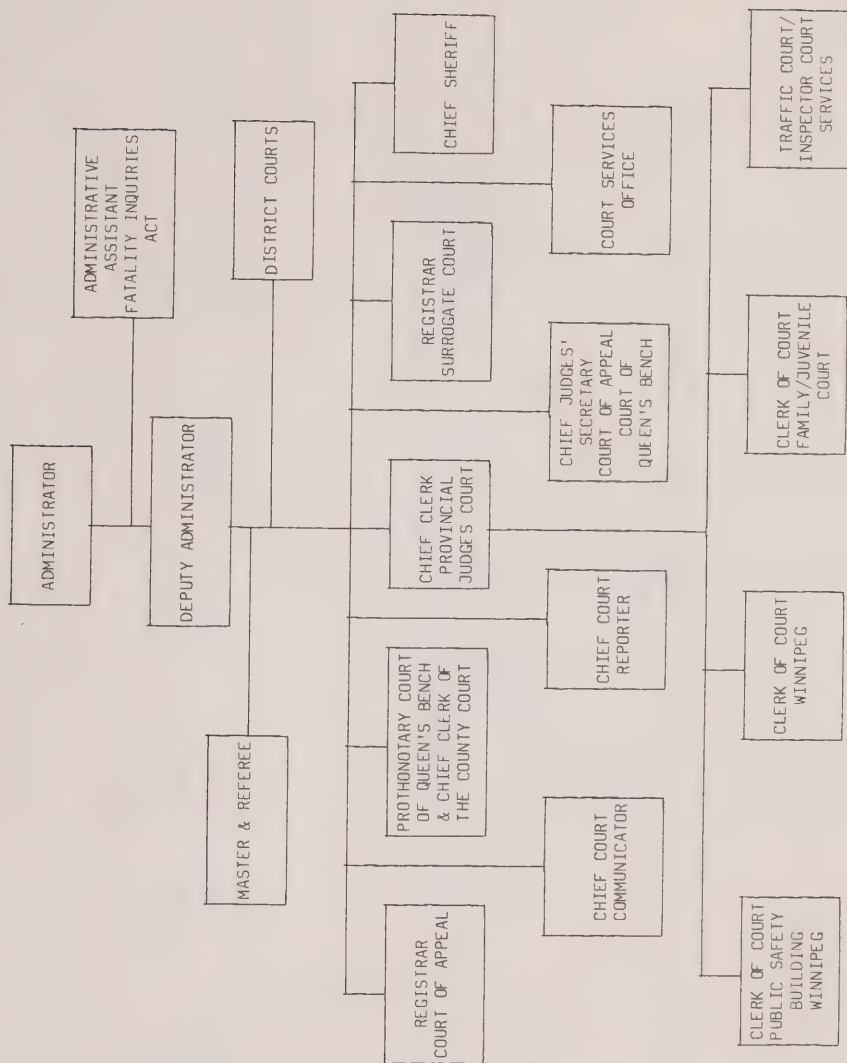 ADMINISTRATOR
ADMINISTRATIVE
ASSISTANT
FATALITY INQUIRIES
ACT
DEPUTY ADMINISTRATOR
MASTER & REFEREE
DISTRICT COURTS
REGISTRAR
COURT OF APPEAL
PROTHONOTARY COURT
OF QUEEN'S BENCH
& CHIEF CLERK OF
THE COUNTY COURT
CHIEF CLERK
PROVINCIAL
JUDGES COURT
REGISTRAR
SURROGATE COURT
CHIEF SHERIFF
CHIEF COURT
COMMUNICATOR
CHIEF COURT
REPORTER
CHIEF JUDGES'
SECRETARY
COURT OF APPEAL
COURT OF
QUEEN'S BENCH
COURT SERVICES
OFFICE
CLERK OF COURT
PUBLIC SAFETY
BUILDING
WINNIPEG
CLERK OF COURT
WINNIPEG
CLERK OF COURT
FAMILY/JUVENILE
COURT
TRAFFIC COURT/
INSPECTOR COURT
SERVICES